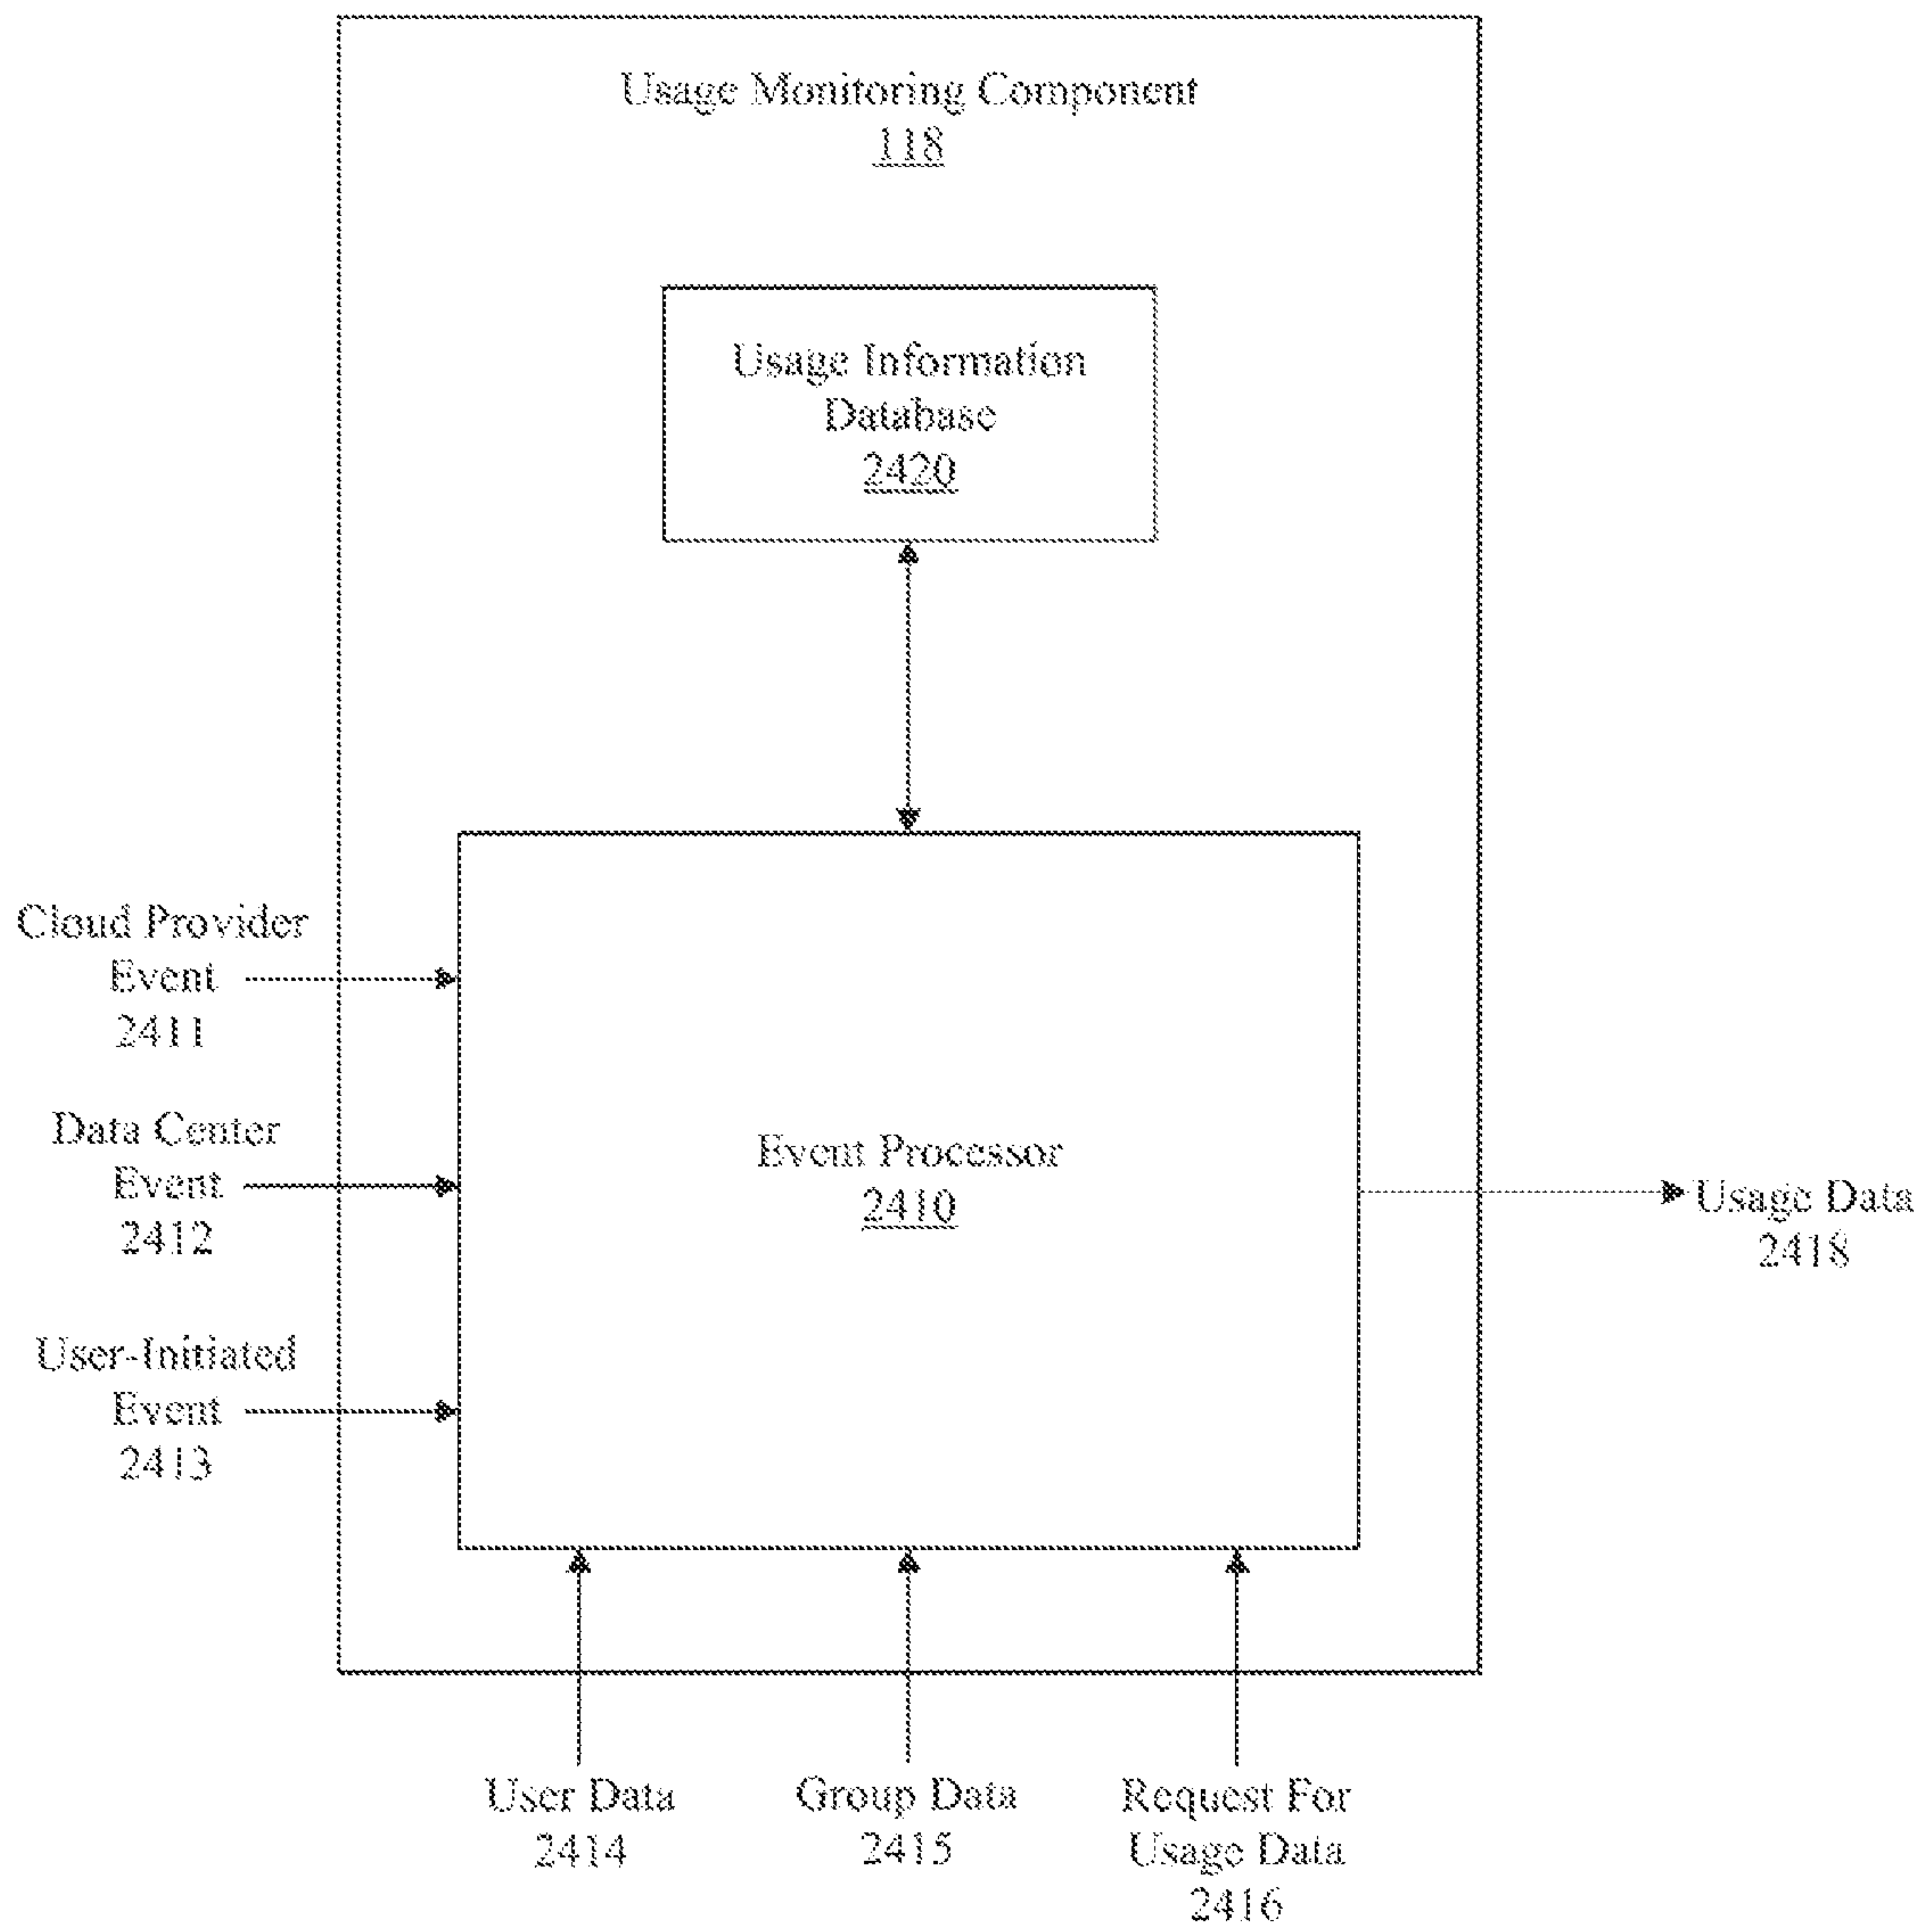 Usage Monitoring Component
118
Usage Information
Database
2420
Cloud Provider
Event
2411
Data Center
Event
2412
User-Initiated
Event
2413
Event Processor
2410
Usage Data
2418
User Data
2414
Group Data
2415
Request For
Usage Data
2416